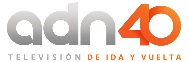 adn40
TELEVISIÓN DE IDA Y VUELTA